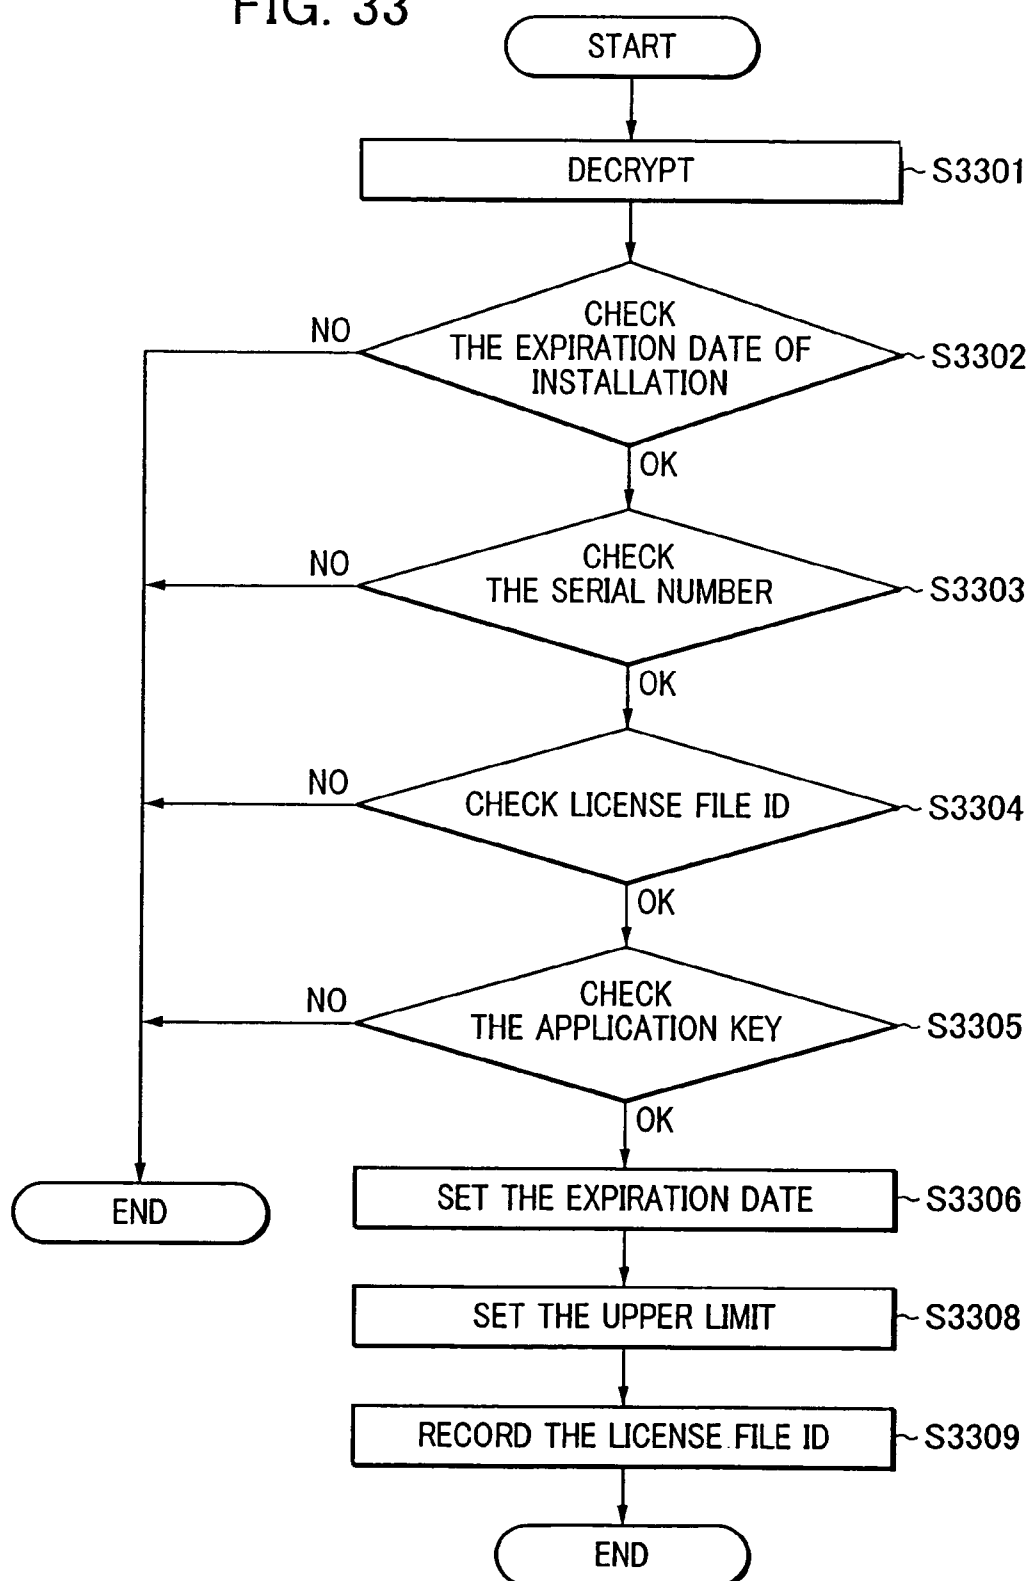 FIG. 33
START
DECRYPT
S3301
CHECK
THE EXPIRATION DATE OF
INSTALLATION
NO
S3302
OK
CHECK
THE SERIAL NUMBER
NO
S3303
OK
CHECK LICENSE FILE ID
NO
S3304
OK
CHECK
THE APPLICATION KEY
NO
S3305
OK
SET THE EXPIRATION DATE
S3306
END
SET THE UPPER LIMIT
S3308
RECORD THE LICENSE FILE ID
S3309
END